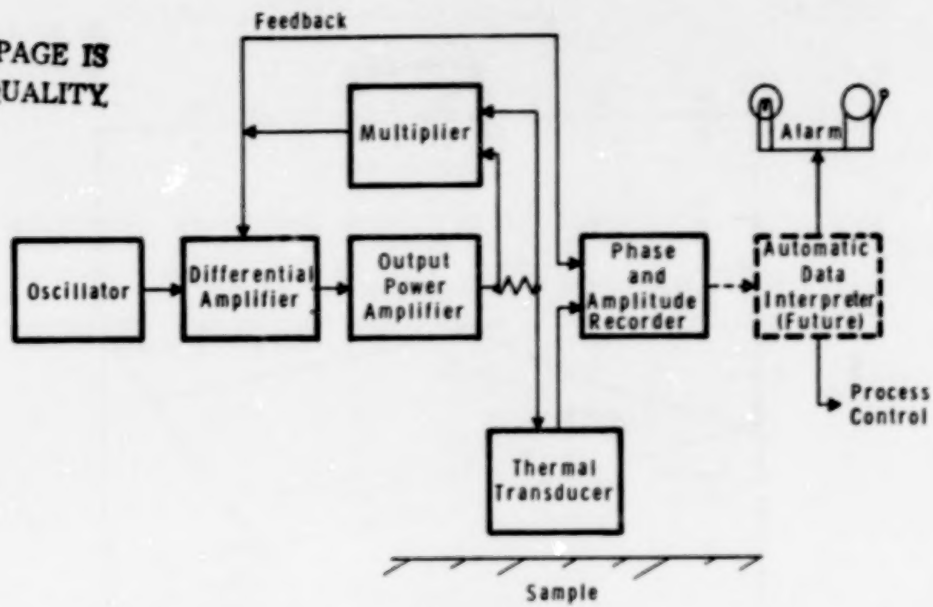 PAGE IS
QUALITY
Feedback
Multiplier
Alarm
Oscillator
Differential
Amplifier
Output
Power
Amplifier
Phase
and
Amplitude
Recorder
Automatic
Data
Interpreter
(Future)
Process
Control
Thermal
Transducer
Sample